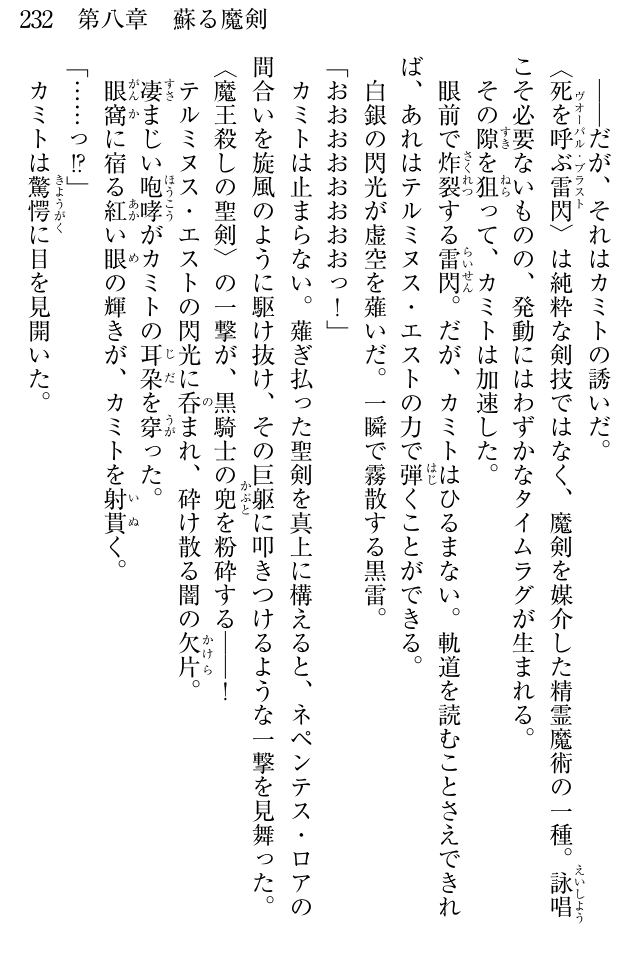 232　第八章　蘇る魔剣
――だが、それはカミトの誘いだ。
〈死を呼ぶ雷閃〉は純粋な剣技ではなく、魔剣を媒介した精霊魔術の一種。詠唱
こそ必要ないものの、発動にはわずかなタイムラグが生まれる。
その隙を狙って、カミトは加速した。
眼前で炸裂する雷閃。だが、カミトはひるまない。軌道を読むことさえできれ
ば、あれはテルミヌス・エストの力で弾くことができる。
白銀の閃光が虚空を薙いだ。一瞬で霧散する黒雷。
「おおおおおおおおっ！」
カミトは止まらない。薙ぎ払った聖剣を真上に構えると、ネペンテス・ロアの
間合いを旋風のように駆け抜け、その巨躯に叩きつけるような一撃を見舞った。
〈魔王殺しの聖剣〉の一撃が、黒騎士の兜を粉砕する――！
テルミヌス・エストの閃光に呑まれ、砕け散る闇の欠片。
凄まじい咆哮がカミトの耳朶を穿った。
眼窩に宿る紅い眼の輝きが、カミトを射貫く。
「……っ!?」
カミトは驚愕に目を見開いた。